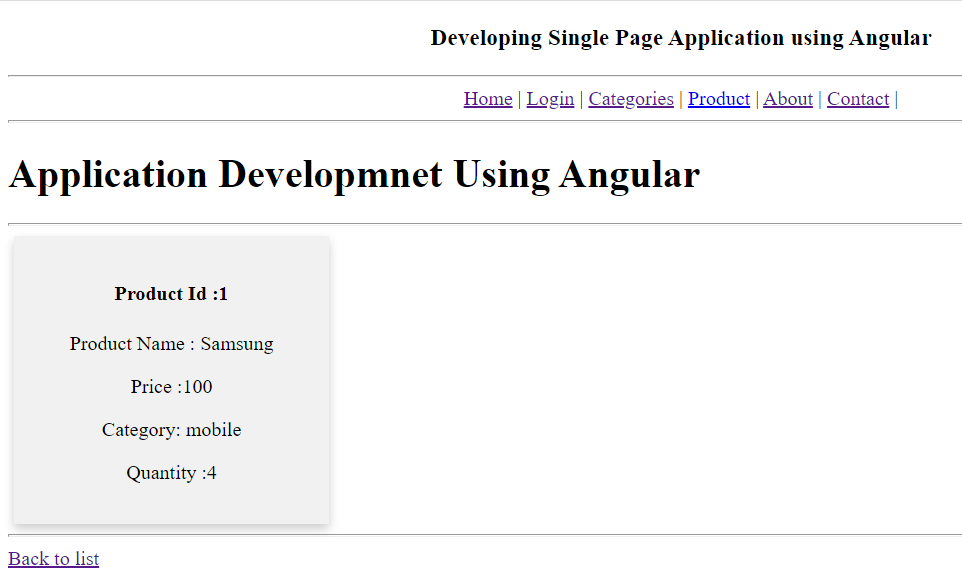 Developing Single Page Application using Angular
Home | Login | Categories | Product | About | Contact |
Application Developmnet Using Angular
Product Id :1
Product Name : Samsung
Price :100
Category: mobile
Quantity :4
Back to list